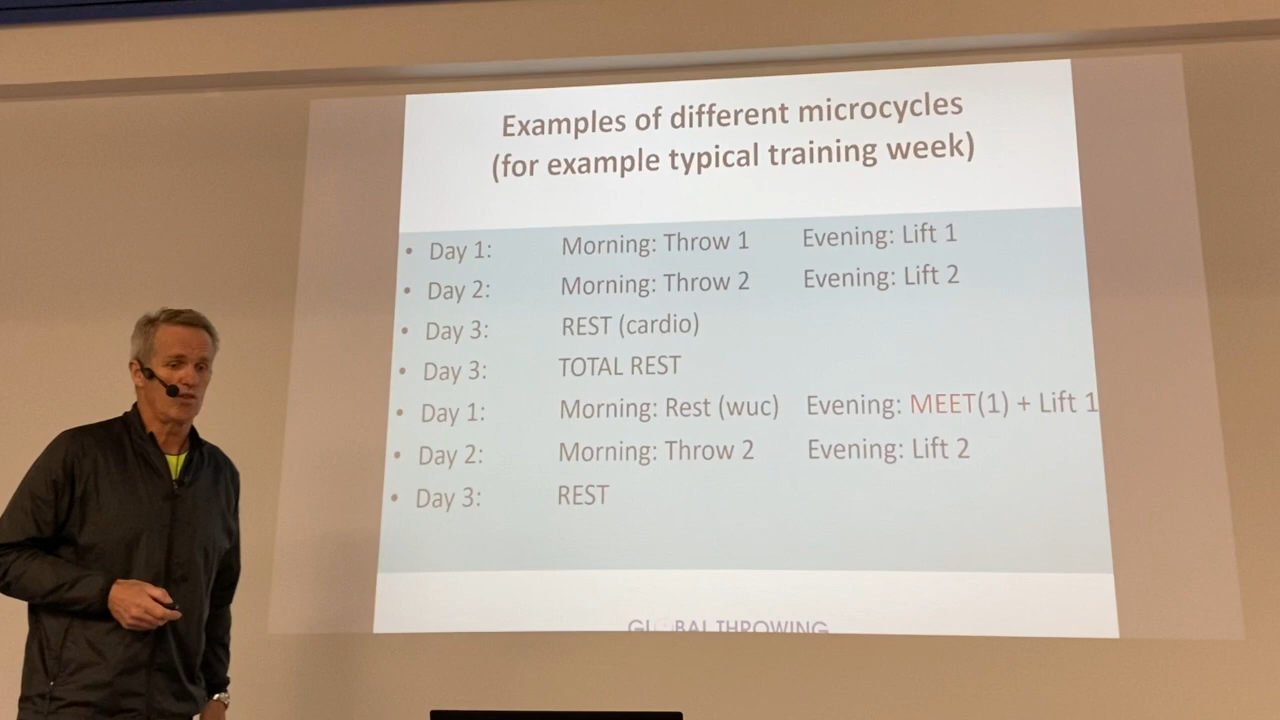 Examples of different microcycles
(for example typical training week)
• Day 1: Morning: Throw 1 Evening: Lift 1
• Day 2: Morning: Throw 2 Evening: Lift 2
• Day 3: REST (cardio)
• Day 3: TOTAL REST
• Day 1: Morning: Rest (wuc) Evening: MEET(1) + Lift 1
• Day 2: Morning: Throw 2 Evening: Lift 2
• Day 3: REST
GLOBAL THROWING